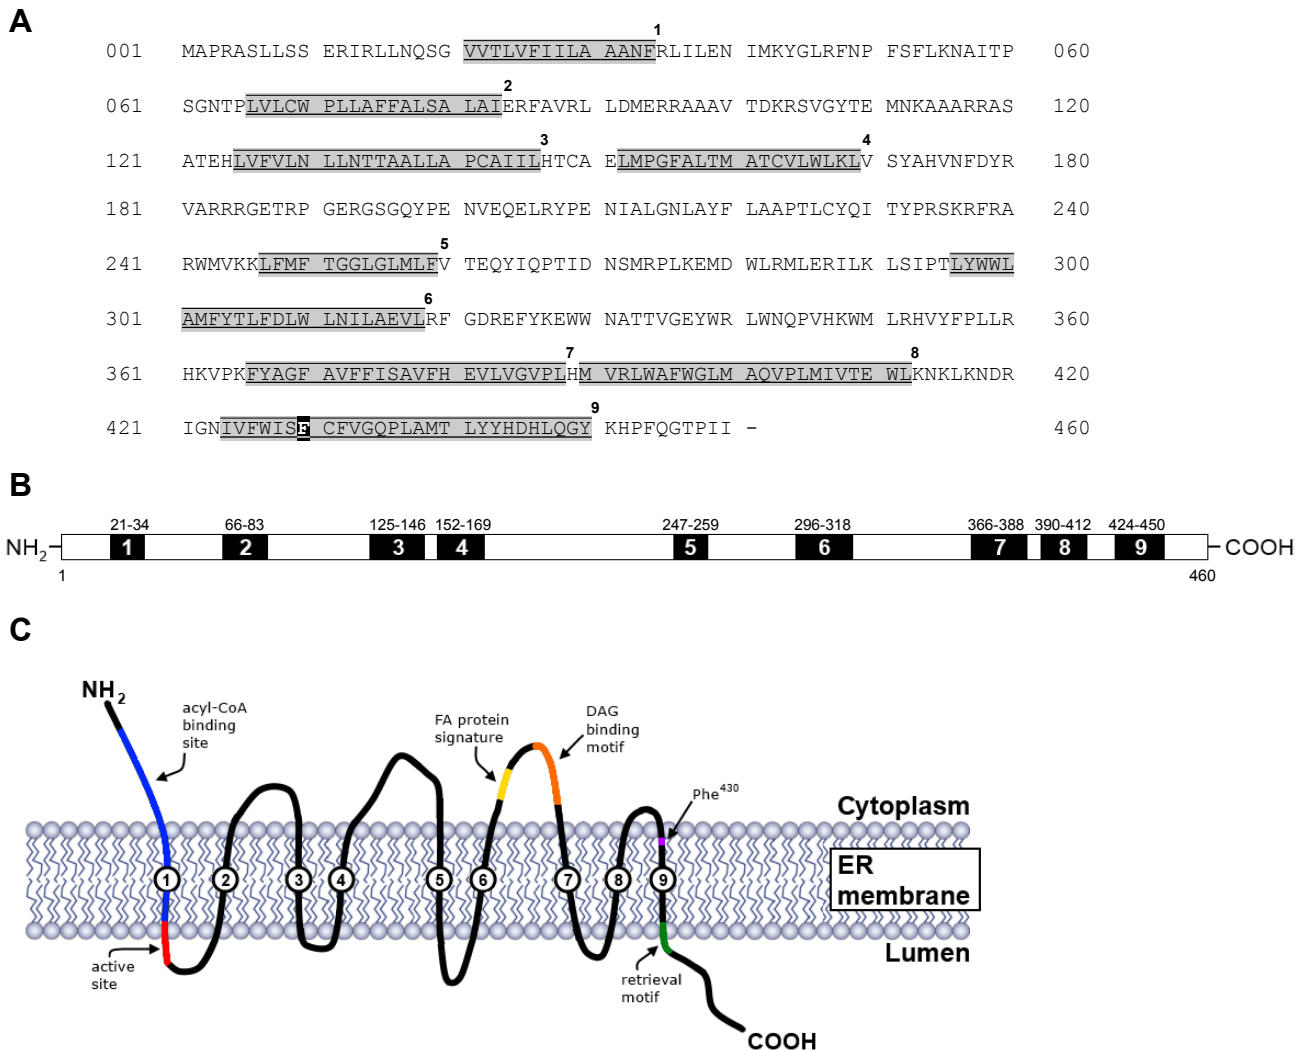 A
1
001 MAPRASLLSS ERIRLLNQSG VVTLVFIILA AANFRLILEN IMKYGLRFNP FSFLKNAITP 060
2
061 SGNTPLVLCW PLLAFFALSA LAIERFAVRL LDMERRAAAV TDKRSVGYTE MNKAAARRAS 120
3 4
121 ATEHLVFVLN LLNTTAALLA PCAIILHTCA ELMPGFALTM ATCVLWLKLV SYAHVNFDYR 180
181 VARRRGETRP GERGSGQYPE NVEQELRYPE NIALGNLAYF LAAPTLCYQI TYPRSKRFRA 240
5
241 RWMVKKLFMF TGGLGLMLFV TEQYIQPTID NSMRPLKEMD WLRMLERILK LSIPTLYWWL 300
6
301 AMFYTLFDLW LNILAEVLRF GDREFYKEWW NATTVGEYWR LWNQPVHKWM LRHVYFPLLR 360
7 8
361 HKVPKFYAGF AVFFISAVFH EVLVGVPLHM VRLWAFWGLM AQVPLMIVTE WLKNKLKNDR 420
9
421 IGNIVFWISF CFVGQPLAMT LYYHDHLQGY KHPFQGTPII – 460
B
21-34 66-83 125-146 152-169 247-259 296-318 366-388 390-412 424-450
NH2 1 2 3 4 5 6 7 8 9 COOH
1 460
C
NH2
acyl-CoA
binding
site
FA protein
signature
DAG
binding
motif
Phe430
Cytoplasm
1 2 3 4 5 6 7 8 9
ER
membrane
Lumen
active
site
retrieval
motif
COOH